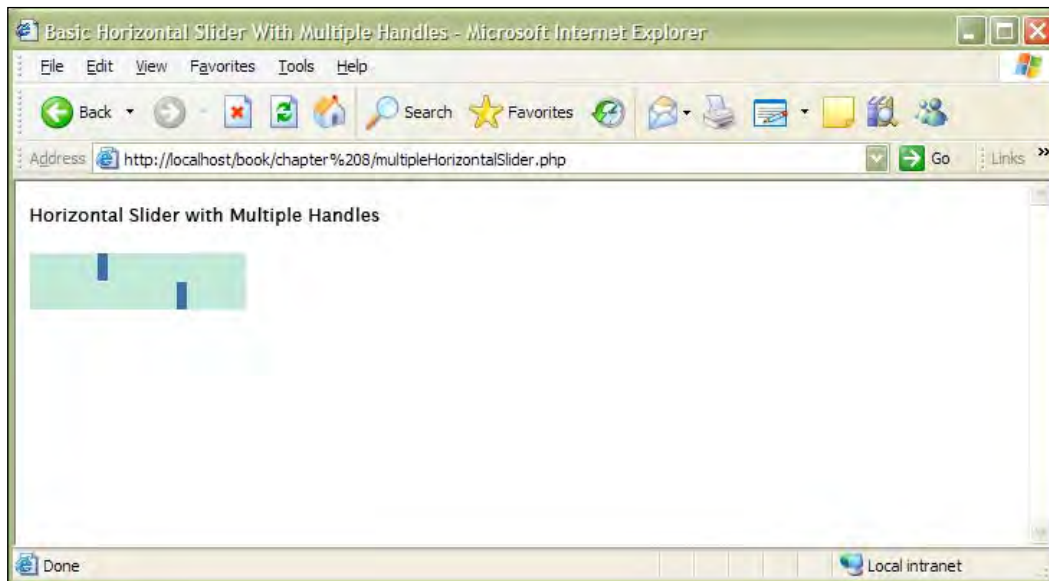 Basic Horizontal Slider With Multiple Handles - Microsoft Internet Explorer
File Edit View Favorites Tools Help
Back Search Favorites
Address http://localhost/book/chapter%208/multipleHorizontalSlider.php Go Links »
Horizontal Slider with Multiple Handles
Done Local intranet